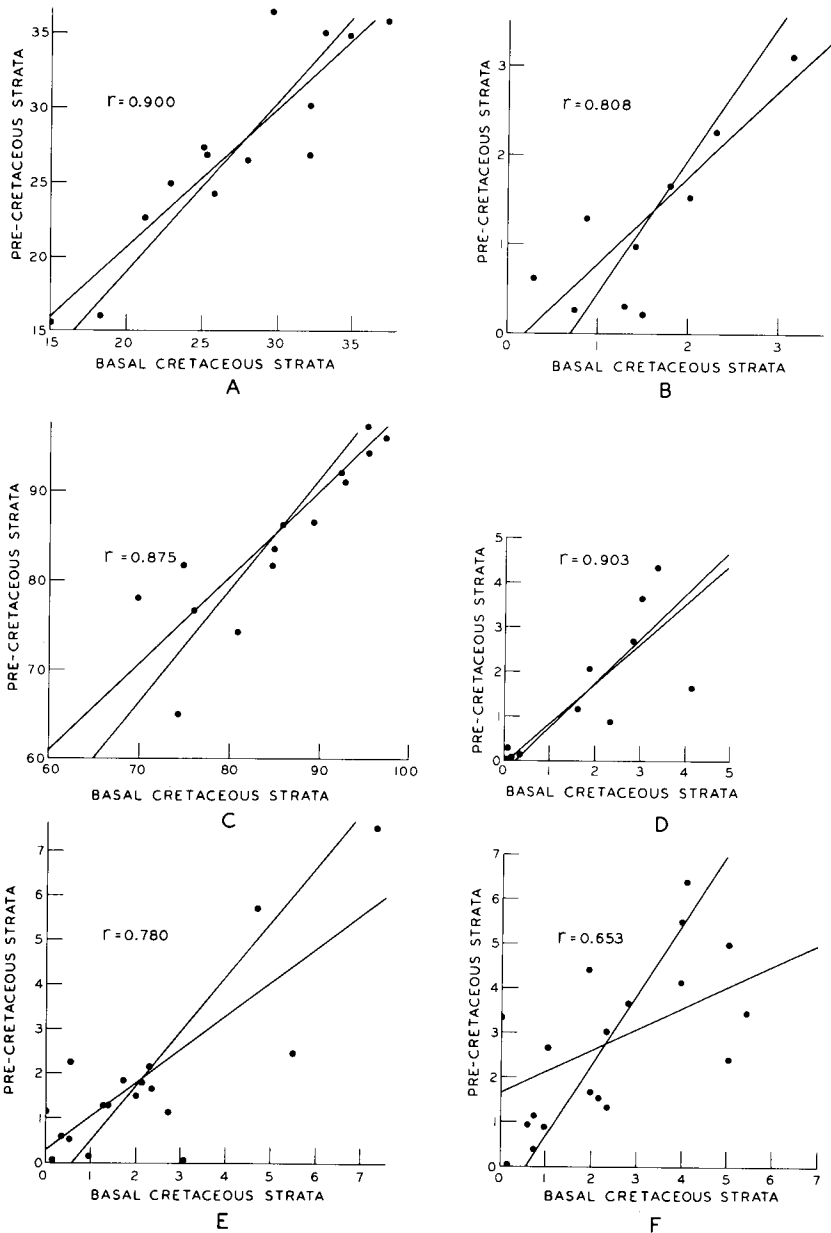 35
30
25
20
15
PRE-CRETACEOUS STRATA
r=0.900
15 20 25 30 35
BASAL CRETACEOUS STRATA
A
3
2
1
0
PRE-CRETACEOUS STRATA
r=0.808
0 1 2 3
BASAL CRETACEOUS STRATA
B
90
80
70
60
PRE-CRETACEOUS STRATA
r=0.875
60 70 80 90 100
BASAL CRETACEOUS STRATA
C
5
4
3
2
1
0
PRE-CRETACEOUS STRATA
r=0.903
0 1 2 3 4 5
BASAL CRETACEOUS STRATA
D
7
6
5
4
3
2
1
0
PRE-CRETACEOUS STRATA
r=0.780
0 1 2 3 4 5 6 7
BASAL CRETACEOUS STRATA
E
7
6
5
4
3
2
1
0
PRE-CRETACEOUS STRATA
r=0.653
0 1 2 3 4 5 6 7
BASAL CRETACEOUS STRATA
F